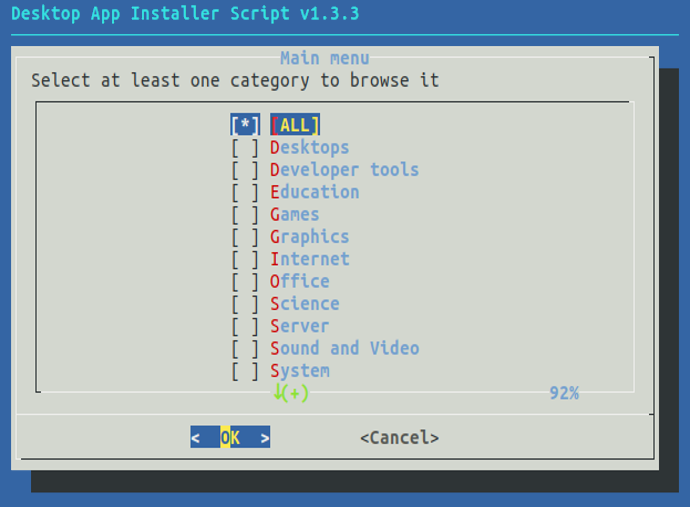 Desktop App Installer Script v1.3.3
Main menu
Select at least one category to browse it
[*] [ALL]
[ ] Desktops
[ ] Developer tools
[ ] Education
[ ] Games
[ ] Graphics
[ ] Internet
[ ] Office
[ ] Science
[ ] Server
[ ] Sound and Video
[ ] System
↓(+) 92%
< OK > <Cancel>